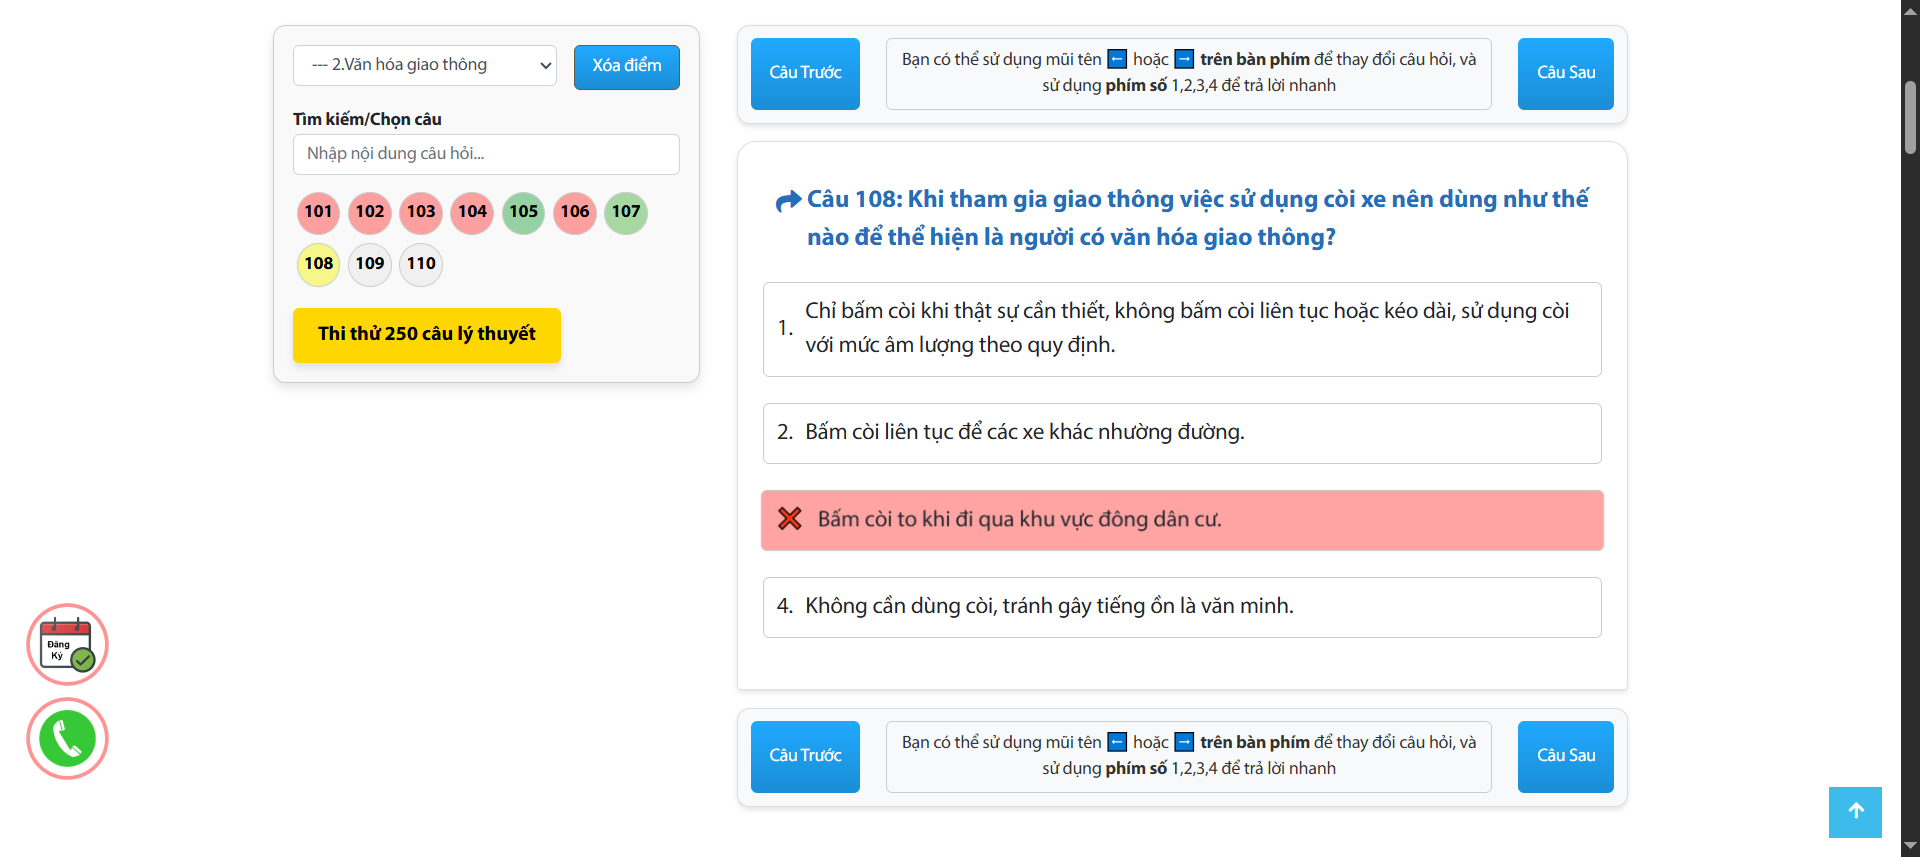 --- 2.Văn hóa giao thông
Xóa điểm
Tìm kiếm/Chọn câu
Nhập nội dung câu hỏi...
101 102 103 104 105 106 107
108 109 110
Thi thử 250 câu lý thuyết
Đăng
Ký
Câu Trước
Bạn có thể sử dụng mũi tên ← hoặc → trên bàn phím để thay đổi câu hỏi, và
sử dụng phím số 1,2,3,4 để trả lời nhanh
Câu Sau
Câu 108: Khi tham gia giao thông việc sử dụng còi xe nên dùng như thế
nào để thể hiện là người có văn hóa giao thông?
1. Chỉ bấm còi khi thật sự cần thiết, không bấm còi liên tục hoặc kéo dài, sử dụng còi
với mức âm lượng theo quy định.
2. Bấm còi liên tục để các xe khác nhường đường.
Bấm còi to khi đi qua khu vực đông dân cư.
4. Không cần dùng còi, tránh gây tiếng ồn là văn minh.
Câu Trước
Bạn có thể sử dụng mũi tên ← hoặc → trên bàn phím để thay đổi câu hỏi, và
sử dụng phím số 1,2,3,4 để trả lời nhanh
Câu Sau